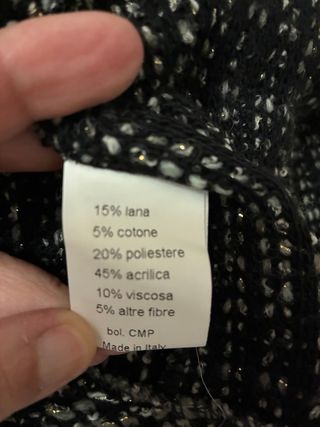 15% lana
5% cotone
20% poliestere
45% acrilica
10% viscosa
5% altre fibre
bol. CMP
Made in Italy